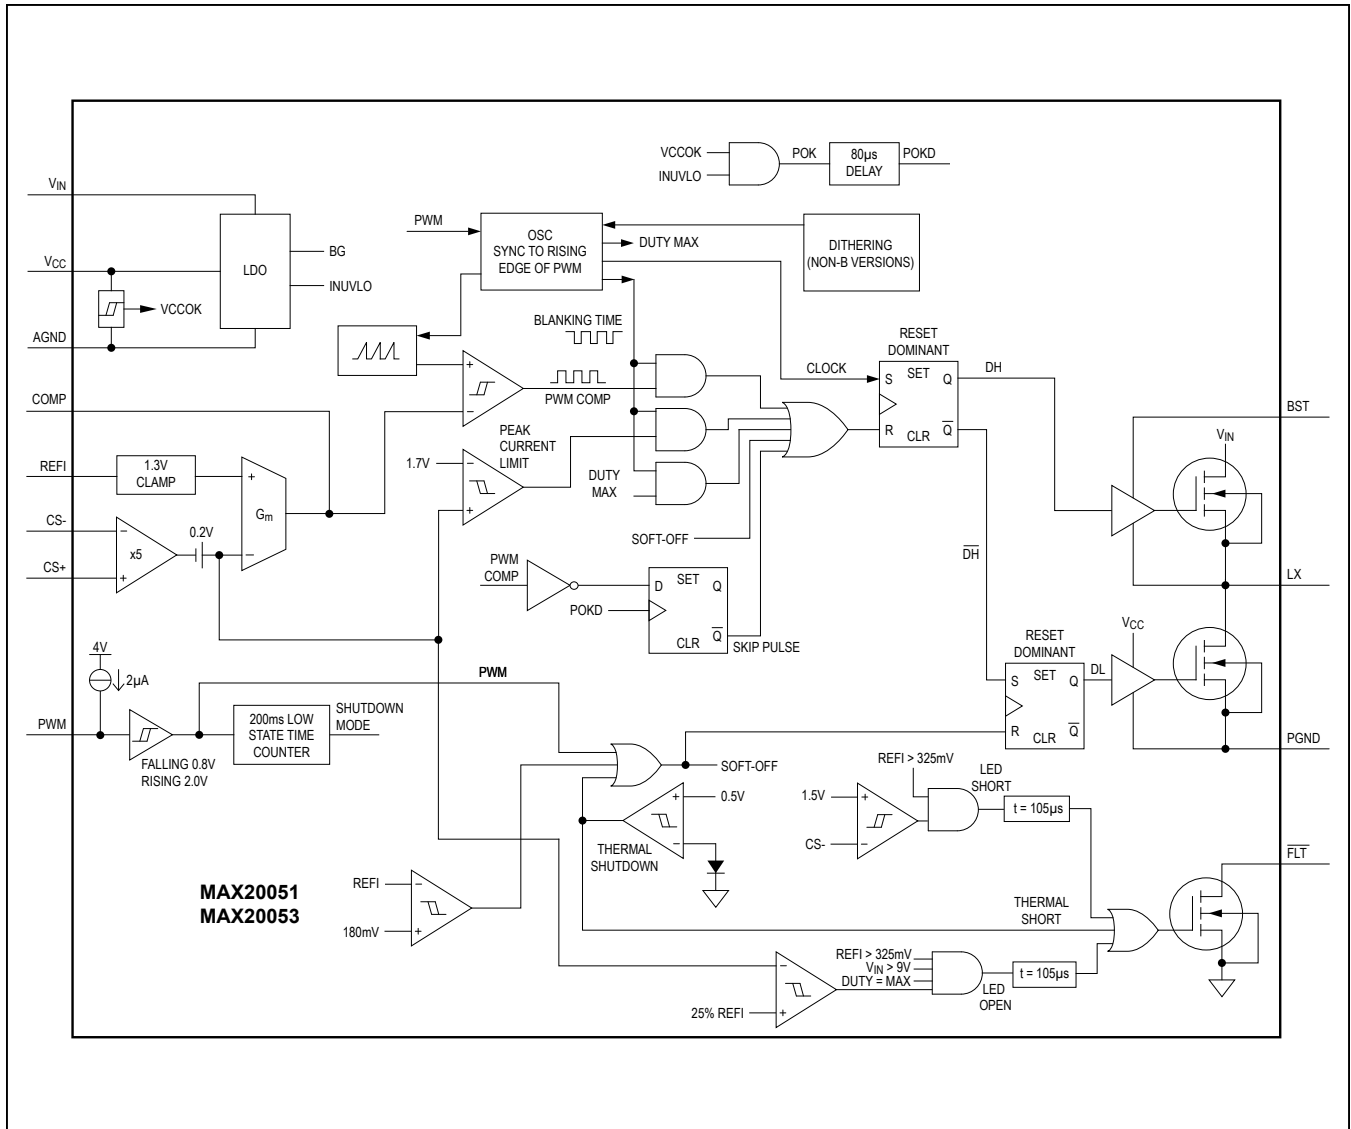 VCCOK
INUVLO
POK
80µs
DELAY
POKD
VIN
LDO
BG
INUVLO
VCC
VCCOK
AGND
PWM
OSC
SYNC TO RISING
EDGE OF PWM
DUTY MAX
DITHERING
(NON-B VERSIONS)
BLANKING TIME
+
−
PWM COMP
CLOCK
RESET
DOMINANT
S
SET
Q
R
CLR
Q
DH
COMP
REFI
1.3V
CLAMP
+
−
Gm
CS-
CS+
−
+
x5
0.2V
PEAK
CURRENT
LIMIT
1.7V
−
+
DUTY
MAX
SOFT-OFF
PWM
COMP
POKD
D
SET
Q
CLR
Q
SKIP PULSE
DH
BST
VIN
LX
VCC
RESET
DOMINANT
S
SET
Q
R
CLR
Q
DL
PGND
4V
2µA
PWM
PWM
FALLING 0.8V
RISING 2.0V
200ms LOW
STATE TIME
COUNTER
SHUTDOWN
MODE
SOFT-OFF
+
−
0.5V
THERMAL
SHUTDOWN
REFI > 325mV
LED
SHORT
1.5V
+
−
CS-
t = 105µs
FLT
MAX20051
MAX20053
REFI
−
+
180mV
THERMAL
SHORT
REFI > 325mV
VIN > 9V
DUTY = MAX
−
+
25% REFI
LED
OPEN
t = 105µs